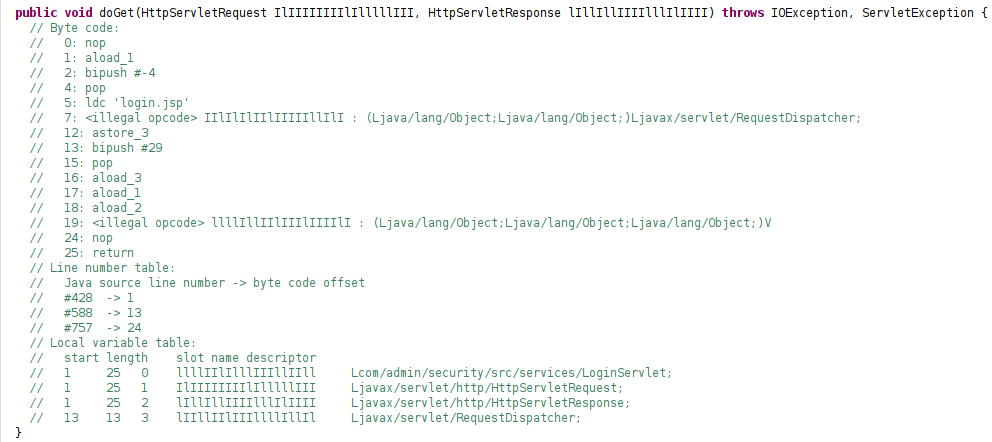 public void doGet(HttpServletRequest IlIIIIIIIIlIlllllIII, HttpServletResponse lIllIllIIIIlllIlIIII) throws IOException, ServletException {
// Byte code:
//   0: nop
//   1: aload_1
//   2: bipush #-4
//   4: pop
//   5: ldc 'login.jsp'
//   7: <illegal opcode> IIlIlIlIIlIIIIIllIlI : (Ljava/lang/Object;Ljava/lang/Object;)Ljavax/servlet/RequestDispatcher;
//   12: astore_3
//   13: bipush #29
//   15: pop
//   16: aload_3
//   17: aload_1
//   18: aload_2
//   19: <illegal opcode> llllIllIIlIIIlIIIIlI : (Ljava/lang/Object;Ljava/lang/Object;Ljava/lang/Object;)V
//   24: nop
//   25: return
// Line number table:
//   Java source line number -> byte code offset
//   #428  -> 1
//   #588  -> 13
//   #757  -> 24
// Local variable table:
//   start length   slot name descriptor
//   1     25  0    llllIIlIlllIIIllIIll     Lcom/admin/security/src/services/LoginServlet;
//   1     25  1    IlIIIIIIIIlIlllllIII     Ljavax/servlet/http/HttpServletRequest;
//   1     25  2    lIllIllIIIIlllIlIIII     Ljavax/servlet/http/HttpServletResponse;
//   13    13  3    lIIllIIlIIIllllIllIl     Ljavax/servlet/RequestDispatcher;
}